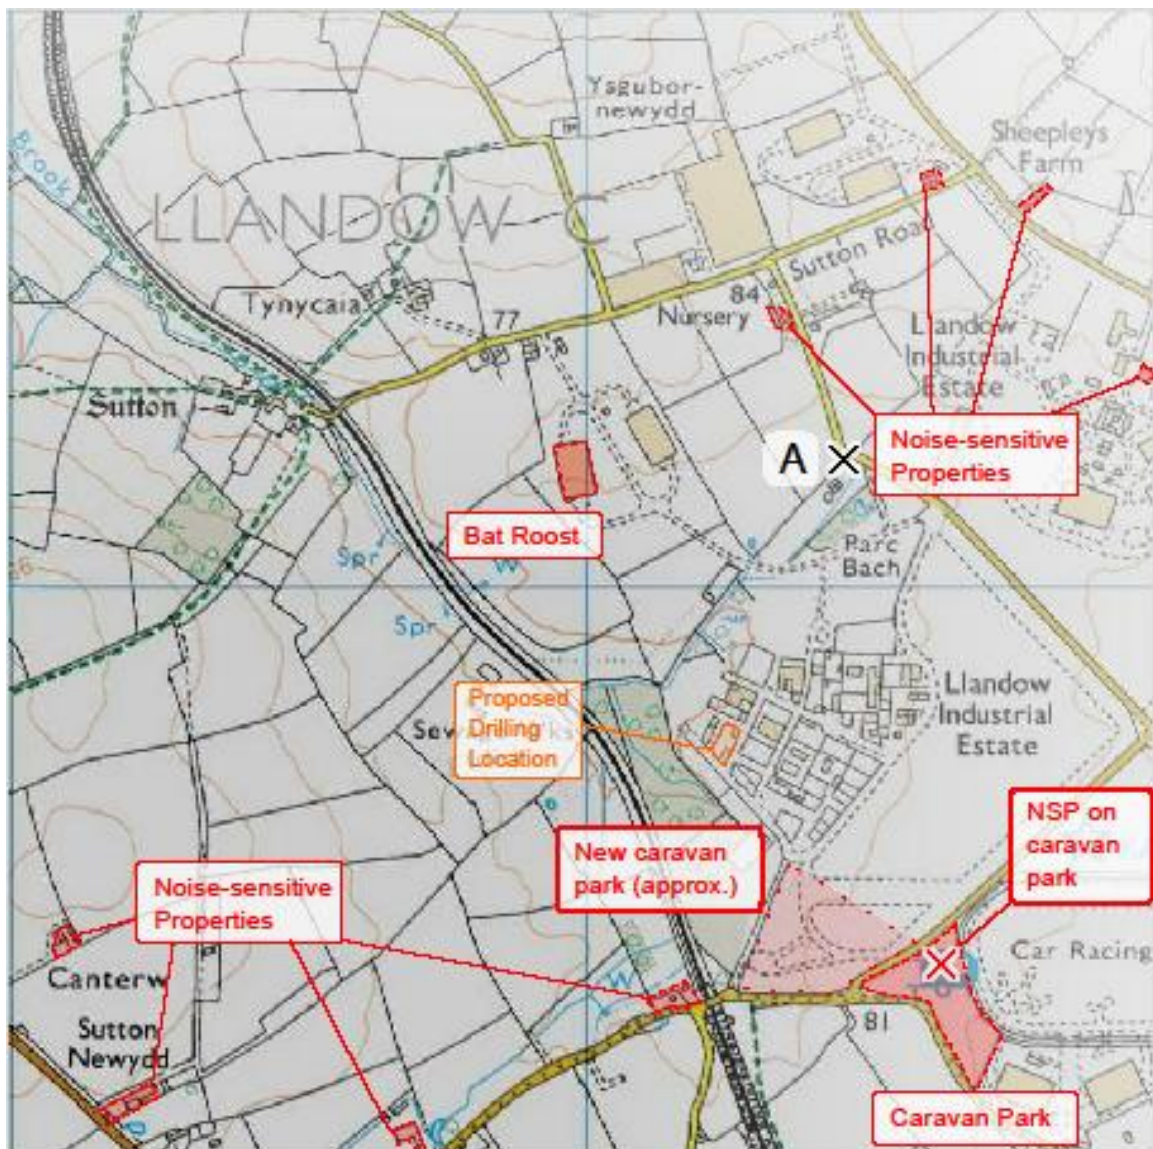 Ysgubor-
newydd
Sheepleys
Farm
Brook
LLANDOW C
Sutton Road
Tynycaia
84
Nursery
77
Llandow
Industrial
Estate
Sutton
Noise-sensitive
Properties
A
Bat Roost
Parc
Bach
Spr
W
Spr
Proposed
Drilling
Location
Llandow
Industrial
Estate
NSP on
caravan
park
New caravan
park (approx.)
Noise-sensitive
Properties
Car Racing
Canterw
W
81
Sutton
Newydd
Caravan Park